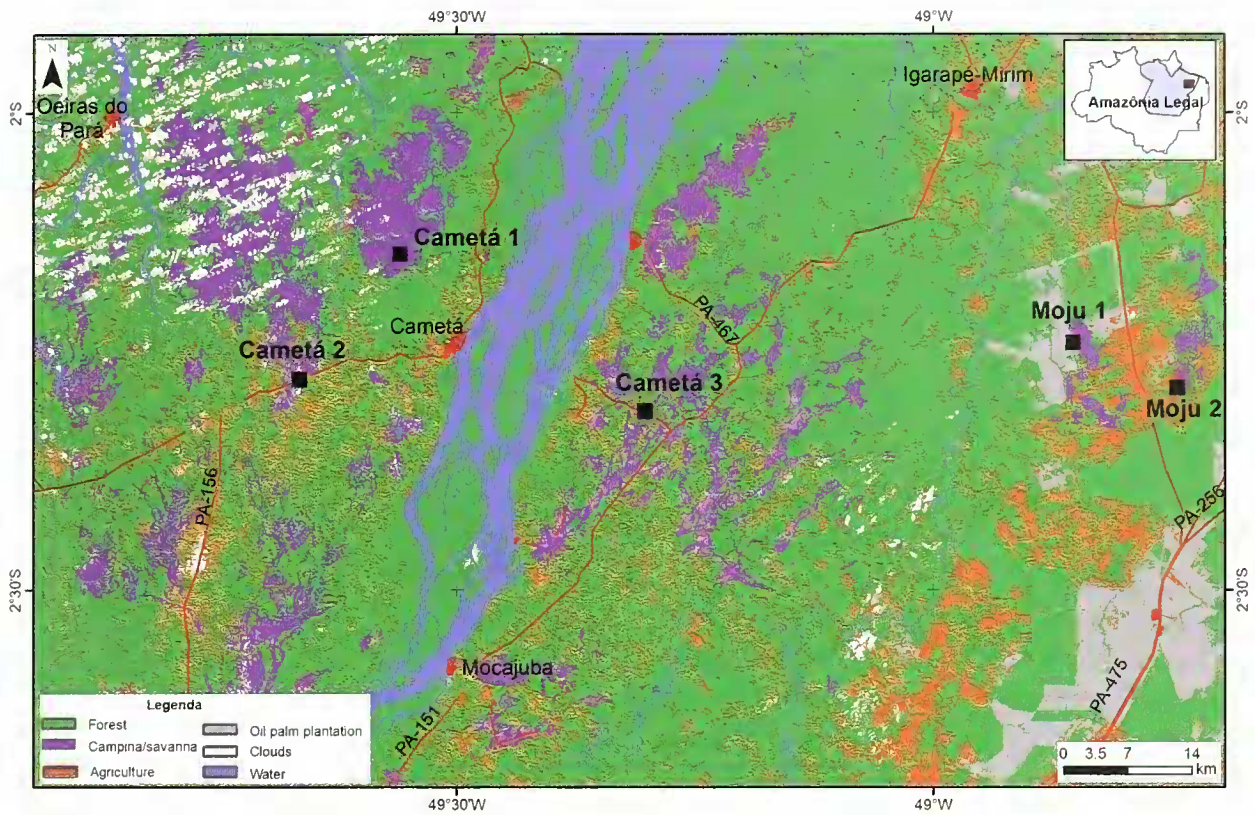 49°30'W
49°W
N
Oeiras do
Pará
Igarapé-Mirim
Amazônia Legal
2°S
2°S
Cametá 1
PA-467
Cametá
Moju 1
Cametá 2
Cametá 3
Moju 2
PA-156
PA-256
2°30'S
2°30'S
Mocajuba
PA-475
PA-151
Legenda
Forest
Campina/savanna
Agriculture
Oil palm plantation
Clouds
Water
0 3.5 7 14
km
49°30'W
49°W